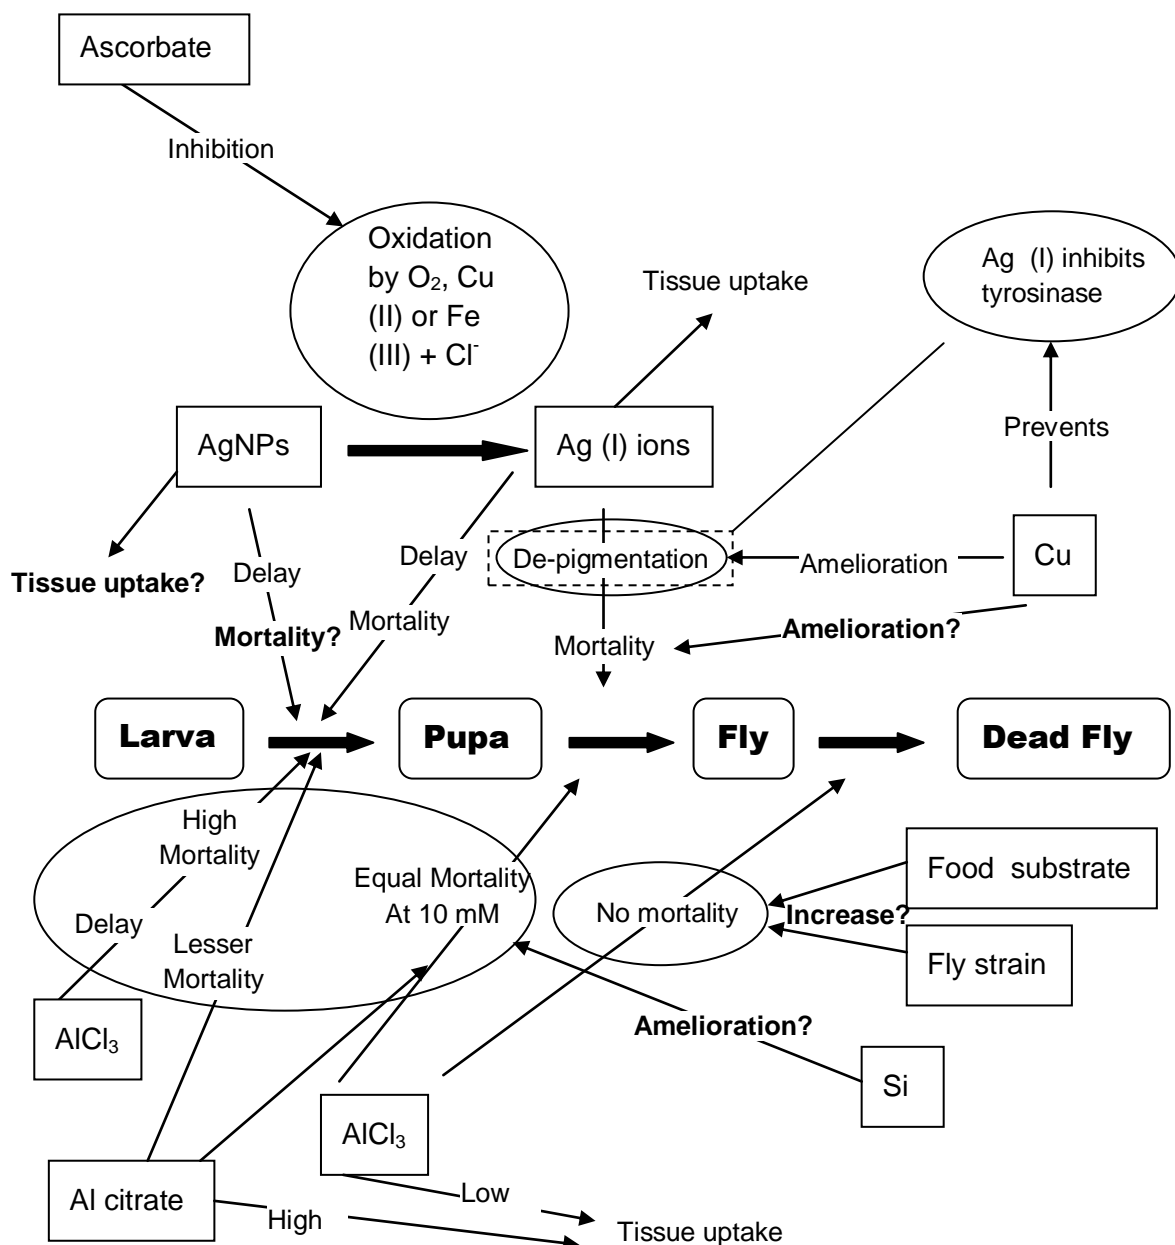 Ascorbate
Inhibition
Oxidation
by O₂, Cu
(II) or Fe
(III) + Cl⁻
Tissue uptake
Ag (I) inhibits
tyrosinase
AgNPs
Ag (I) ions
Prevents
Tissue uptake?
Delay
Mortality?
Delay
Mortality
De-pigmentation
Mortality
Amelioration
Cu
Amelioration?
Larva
Pupa
Fly
Dead Fly
High
Mortality
Delay
Lesser
Mortality
Equal Mortality
At 10 mM
No mortality
Increase?
Food substrate
Fly strain
AlCl₃
Amelioration?
Si
AlCl₃
Al citrate
Low
High
Tissue uptake